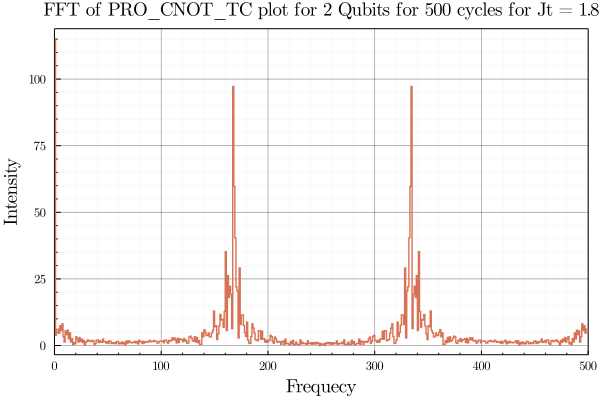 FFT of PRO_CNOT_TC plot for 2 Qubits for 500 cycles for Jt = 1.8
100
75
50
25
0
Intensity
0 100 200 300 400 500
Frequecy